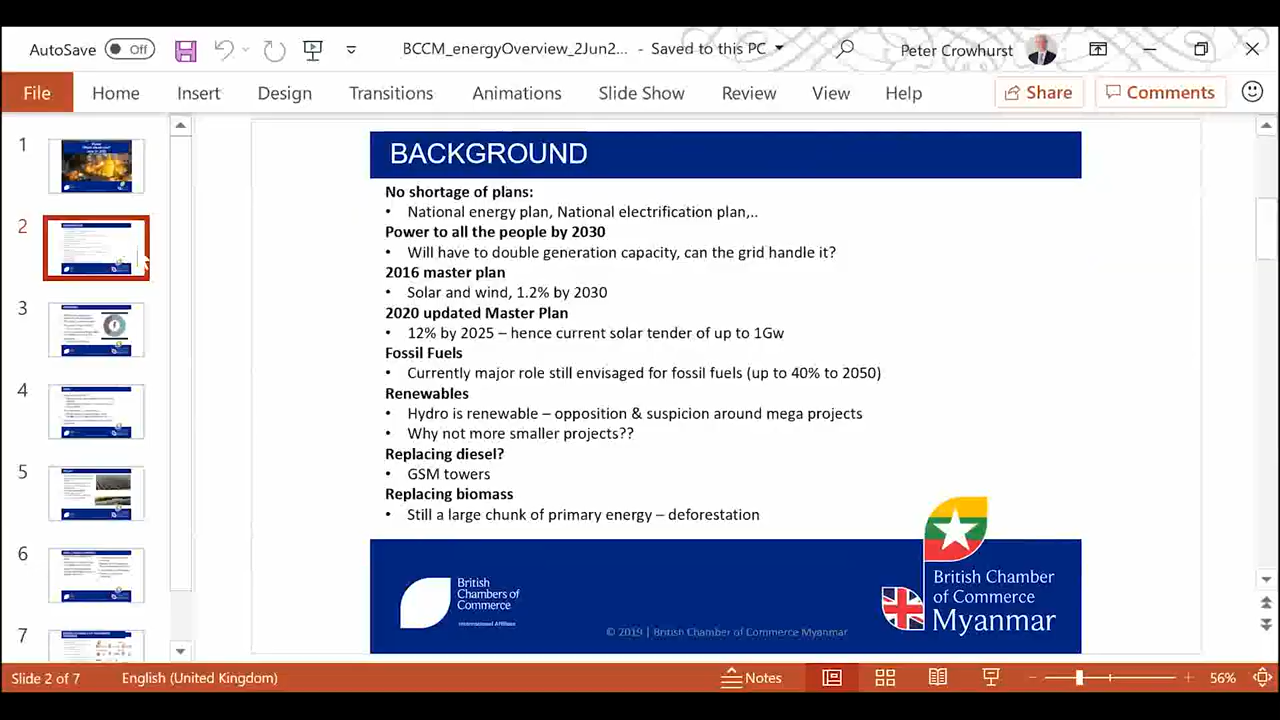 AutoSave Off BCCM_energyOverview_2Jun2... - Saved to this PC Peter Crowhurst
File Home Insert Design Transitions Animations Slide Show Review View Help Share Comments
1
2
3
4
5
6
7
BACKGROUND
No shortage of plans:
• National energy plan, National electrification plan,..
Power to all the people by 2030
• Will have to double generation capacity, can the grid handle it?
2016 master plan
• Solar and wind, 1.2% by 2030
2020 updated Master Plan
• 12% by 2025 – hence current solar tender of up to 1Gw
Fossil Fuels
• Currently major role still envisaged for fossil fuels (up to 40% to 2050)
Renewables
• Hydro is renewable – opposition & suspicion around mega projects
• Why not more smaller projects??
Replacing diesel?
• GSM towers
Replacing biomass
• Still a large chunk of primary energy – deforestation
British
Chambers of
Commerce
International Affiliate
© 2019 | British Chamber of Commerce Myanmar
British Chamber
of Commerce
Myanmar
Slide 2 of 7 English (United Kingdom) Notes 56%